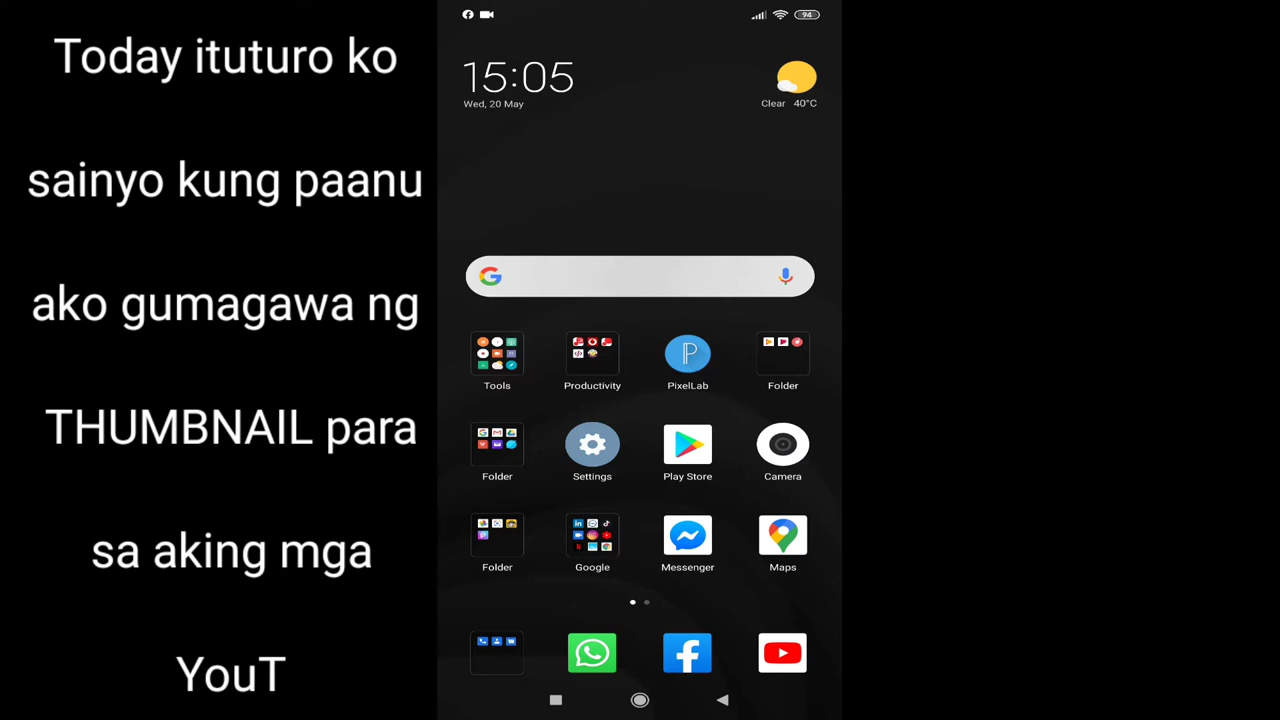 Today ituturo ko
sainyo kung paanu
ako gumagawa ng
THUMBNAIL para
sa aking mga
YouT
94
15:05
Wed, 20 May
Clear 40°C
Tools Productivity PixelLab Folder
Folder Settings Play Store Camera
Folder Google Messenger Maps